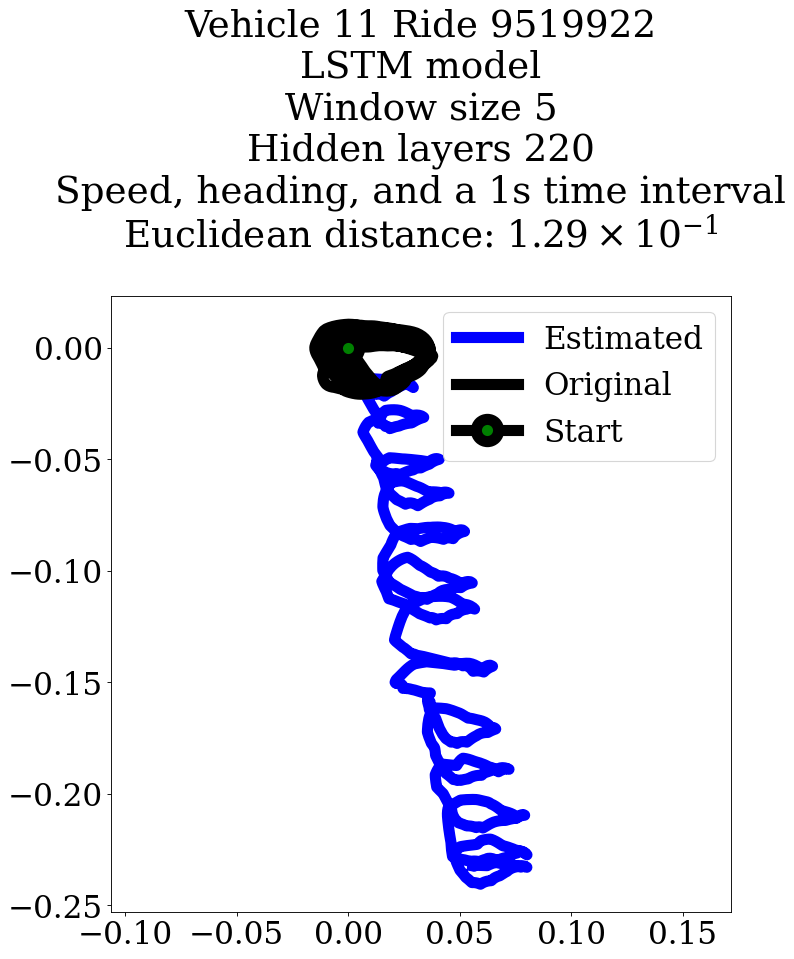 Vehicle 11 Ride 9519922
LSTM model
Window size 5
Hidden layers 220
Speed, heading, and a 1s time interval
Euclidean distance: 1.29 × 10⁻¹
Estimated
Original
Start
0.00
−0.05
−0.10
−0.15
−0.20
−0.25
−0.10 −0.05 0.00 0.05 0.10 0.15